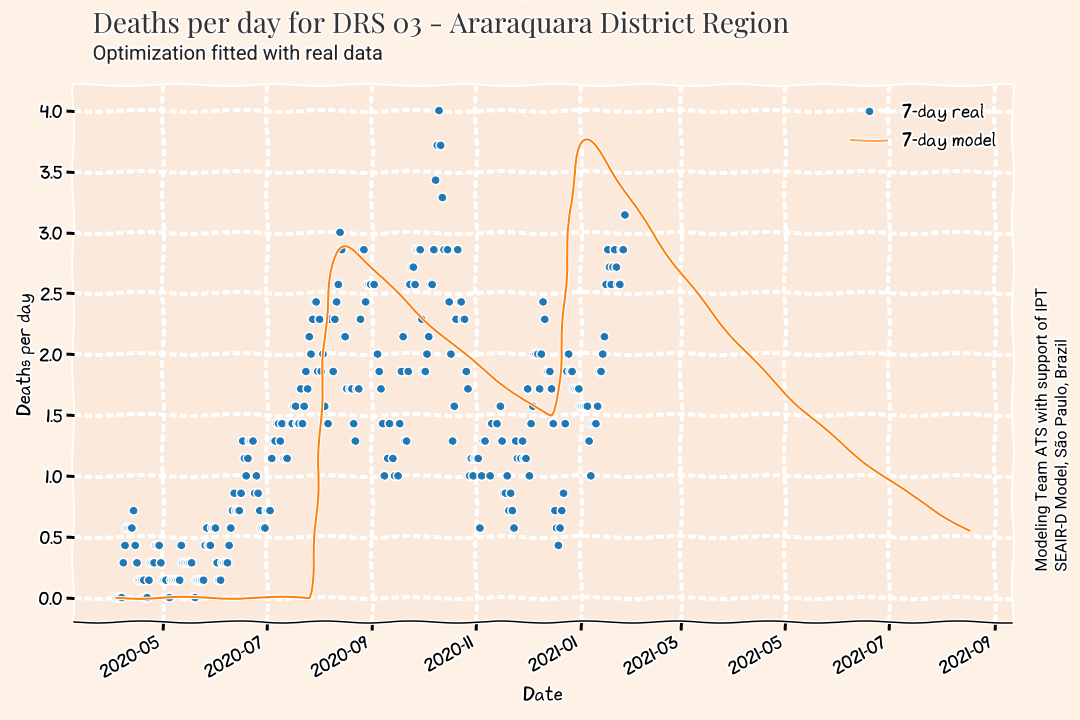 Deaths per day for DRS 03 - Araraquara District Region
Optimization fitted with real data
7-day real
7-day model
4.0
3.5
3.0
2.5
2.0
1.5
1.0
0.5
0.0
Deaths per day
2020-05
2020-07
2020-09
2020-11
2021-01
2021-03
2021-05
2021-07
2021-09
Date
Modeling Team ATS with support of IPT
SEAIR-D Model, São Paulo, Brazil